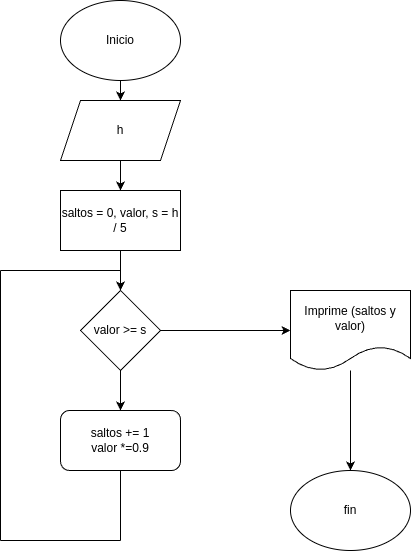 Inicio
h
saltos = 0, valor, s = h
/ 5
valor >= s
Imprime (saltos y
valor)
saltos += 1
valor *=0.9
fin